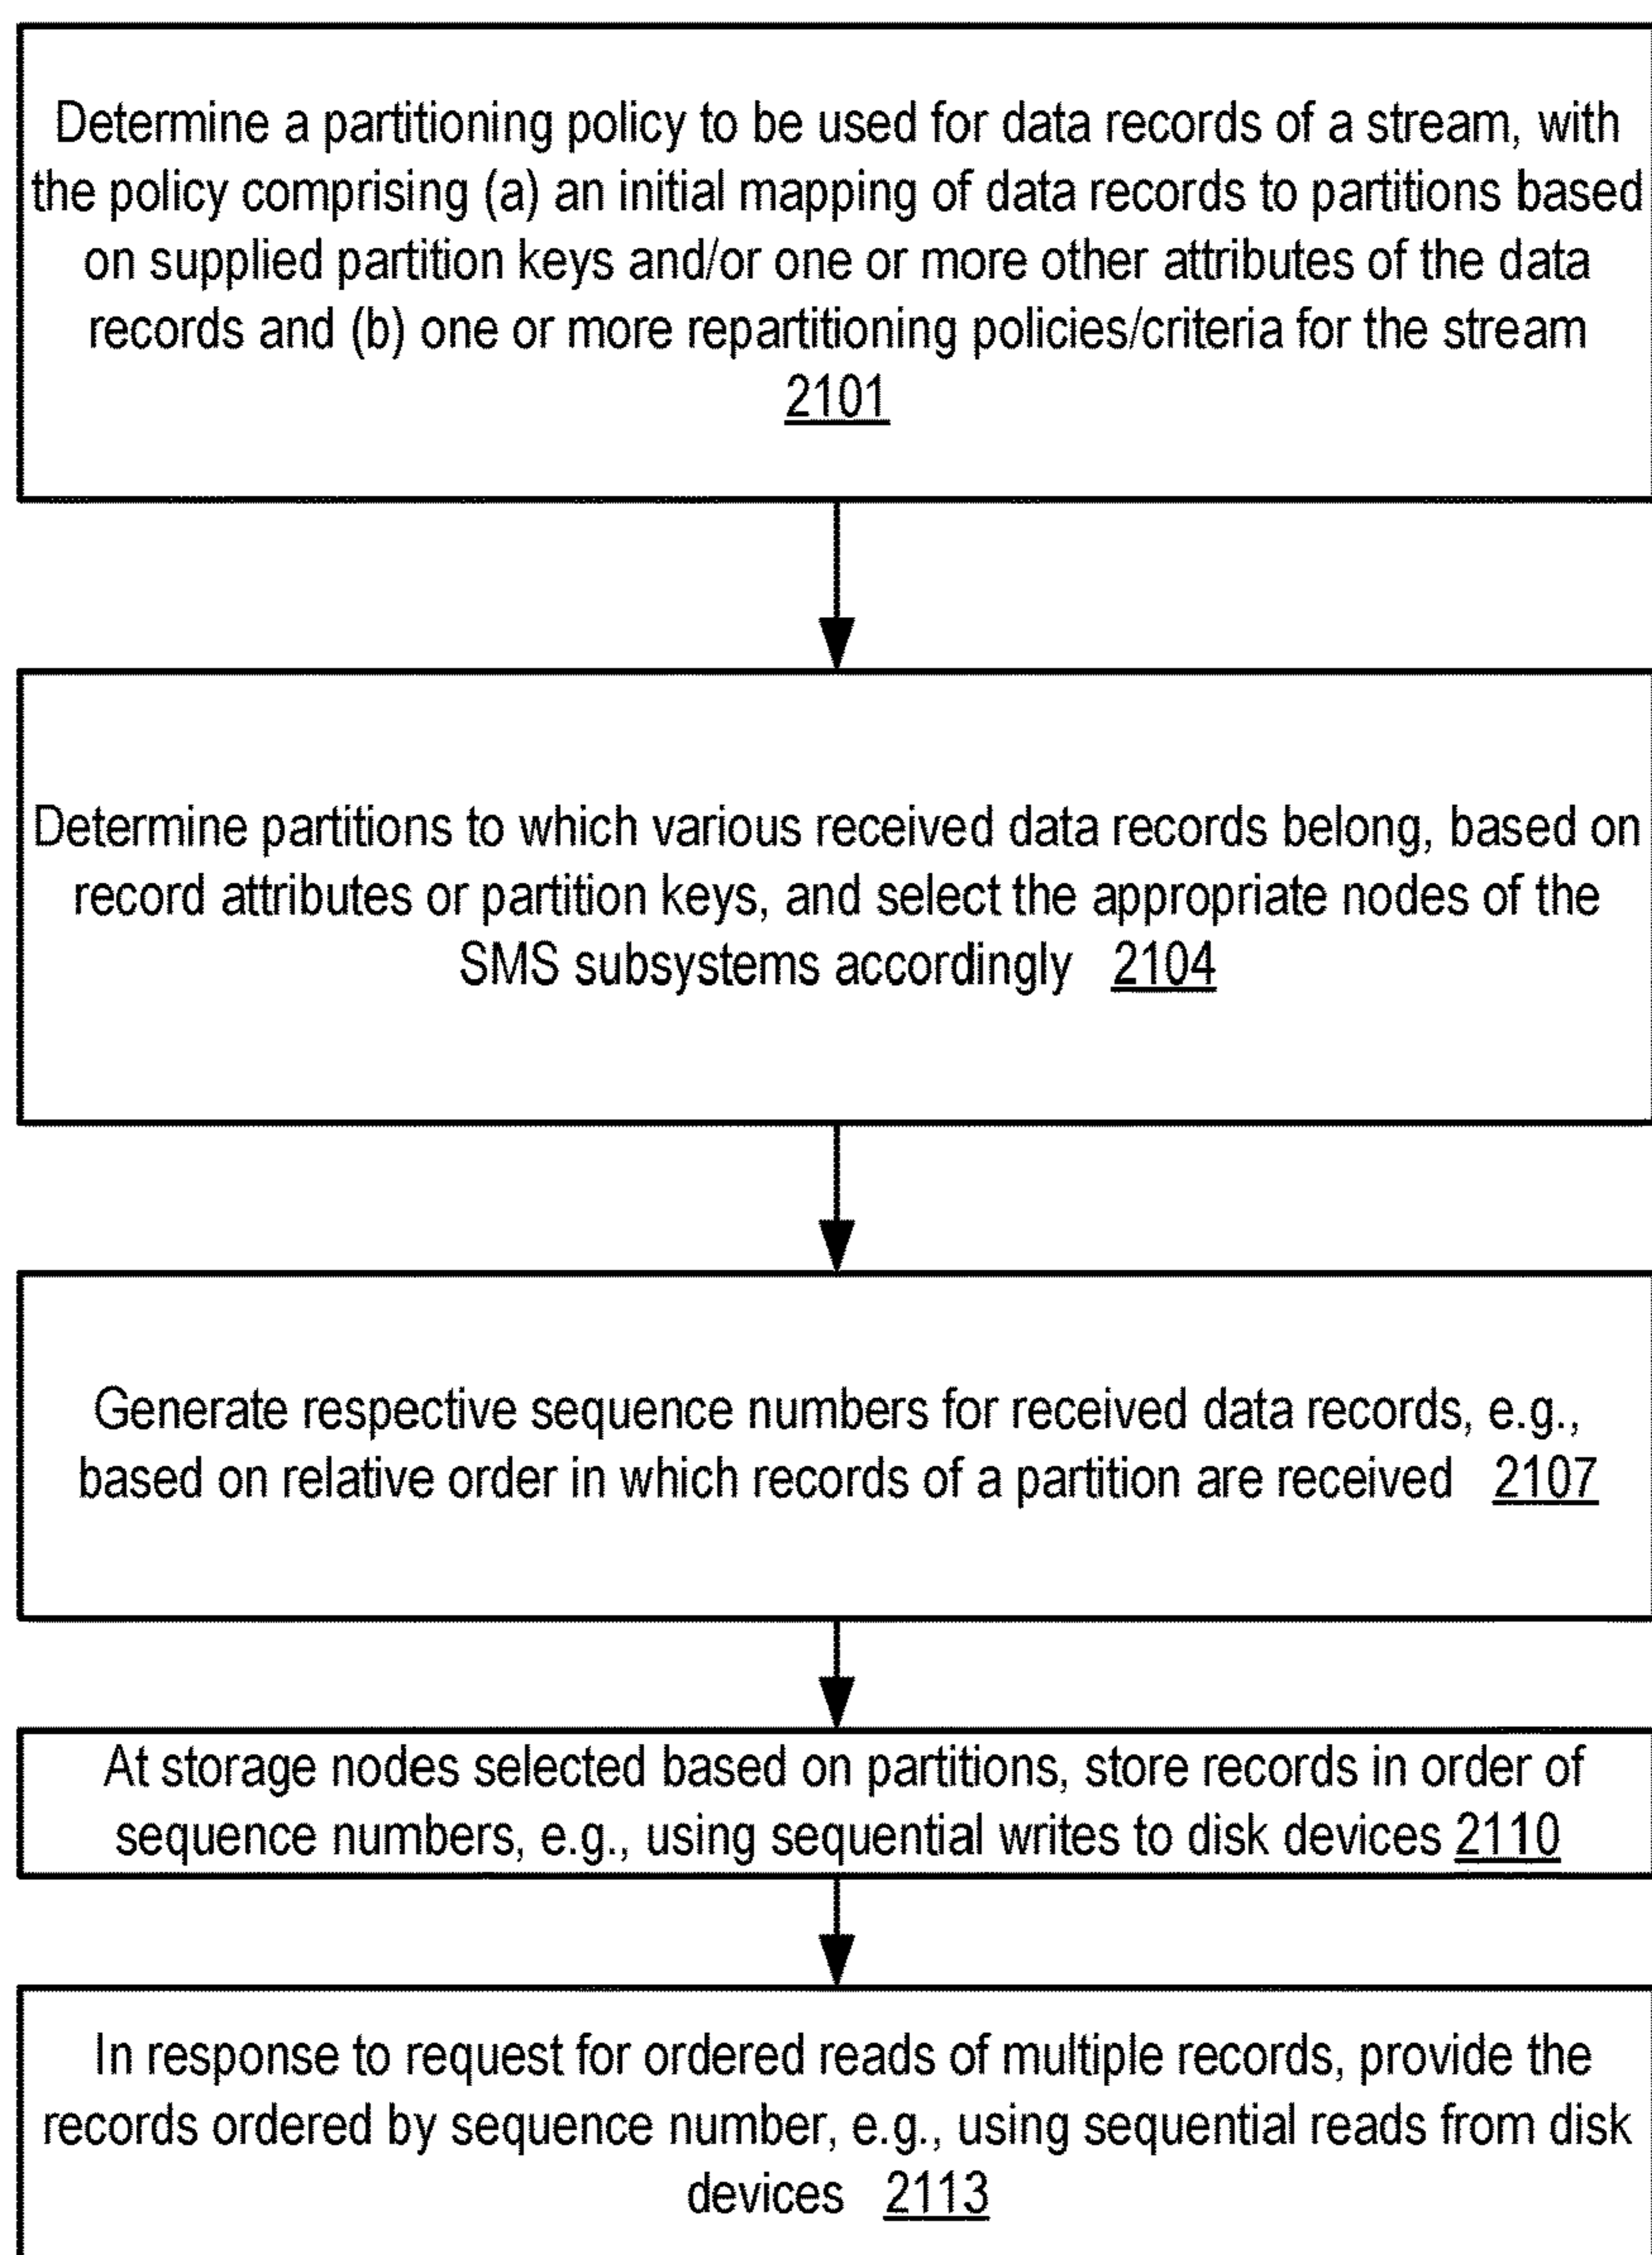 Determine a partitioning policy to be used for data records of a stream, with
the policy comprising (a) an initial mapping of data records to partitions based
on supplied partition keys and/or one or more other attributes of the data
records and (b) one or more repartitioning policies/criteria for the stream
2101
Determine partitions to which various received data records belong, based on
record attributes or partition keys, and select the appropriate nodes of the
SMS subsystems accordingly 2104
Generate respective sequence numbers for received data records, e.g.,
based on relative order in which records of a partition are received 2107
At storage nodes selected based on partitions, store records in order of
sequence numbers, e.g., using sequential writes to disk devices 2110
In response to request for ordered reads of multiple records, provide the
records ordered by sequence number, e.g., using sequential reads from disk
devices 2113